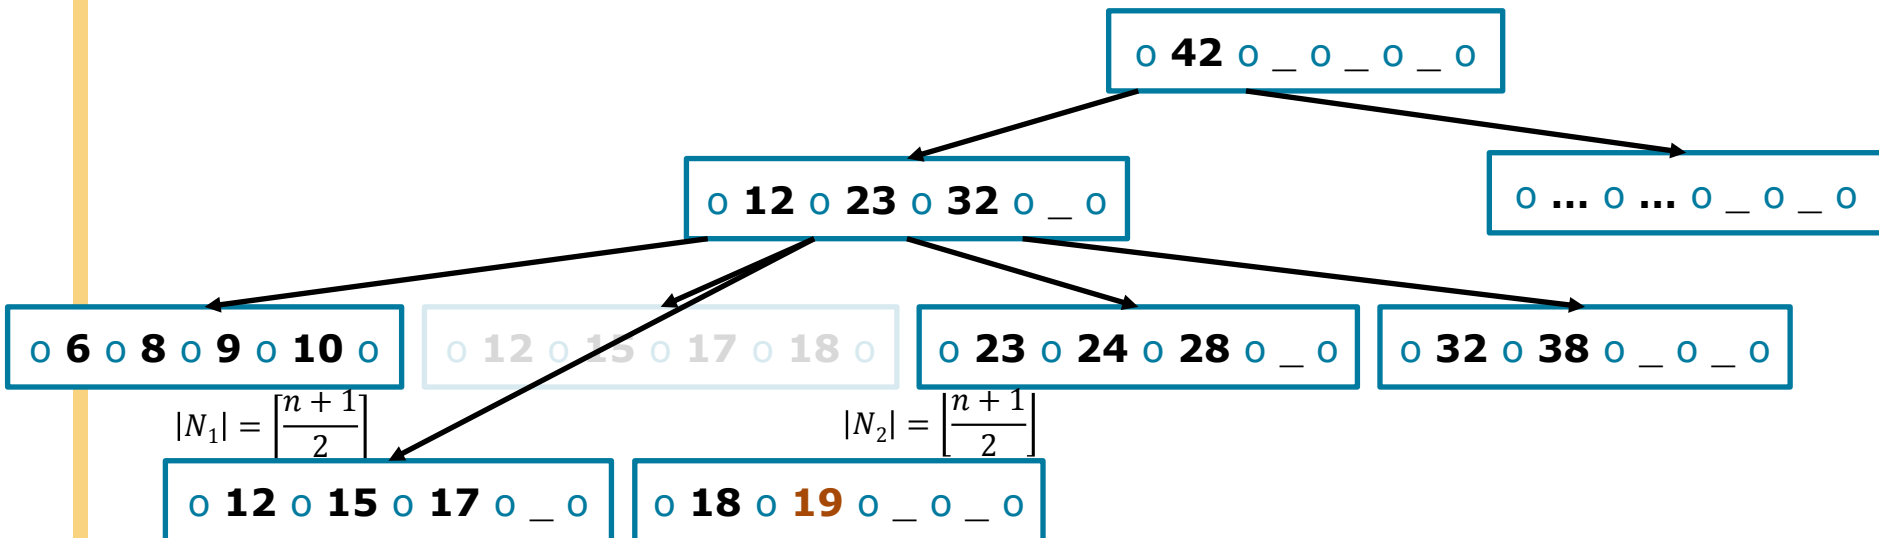 o 42 o _ o _ o _ o
o 12 o 23 o 32 o _ o
o ... o ... o _ o _ o
o 6 o 8 o 9 o 10 o
o 12 o 15 o 17 o 18 o
o 23 o 24 o 28 o _ o
o 32 o 38 o _ o _ o
|N₁| = ⌈(n + 1)/2⌉
|N₂| = ⌊(n + 1)/2⌋
o 12 o 15 o 17 o _ o
o 18 o 19 o _ o _ o